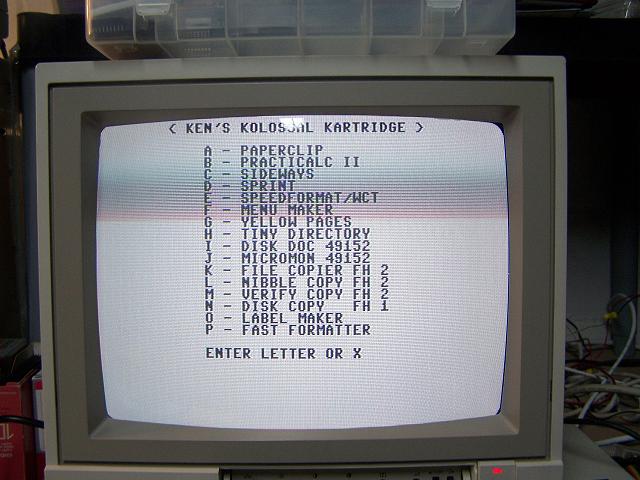 < KEN'S KOLOSSAL KARTRIDGE >
A - PAPERCLIP
B - PRACTICALC II
C - SIDEWAYS
D - SPRINT
E - SPEEDFORMAT/WCT
F - MENU MAKER
G - YELLOW PAGES
H - TINY DIRECTORY
I - DISK DOC 49152
J - MICROMON 49152
K - FILE COPIER FH 2
L - NIBBLE COPY FH 2
M - VERIFY COPY FH 2
N - DISK COPY   FH 1
O - LABEL MAKER
P - FAST FORMATTER
ENTER LETTER OR X